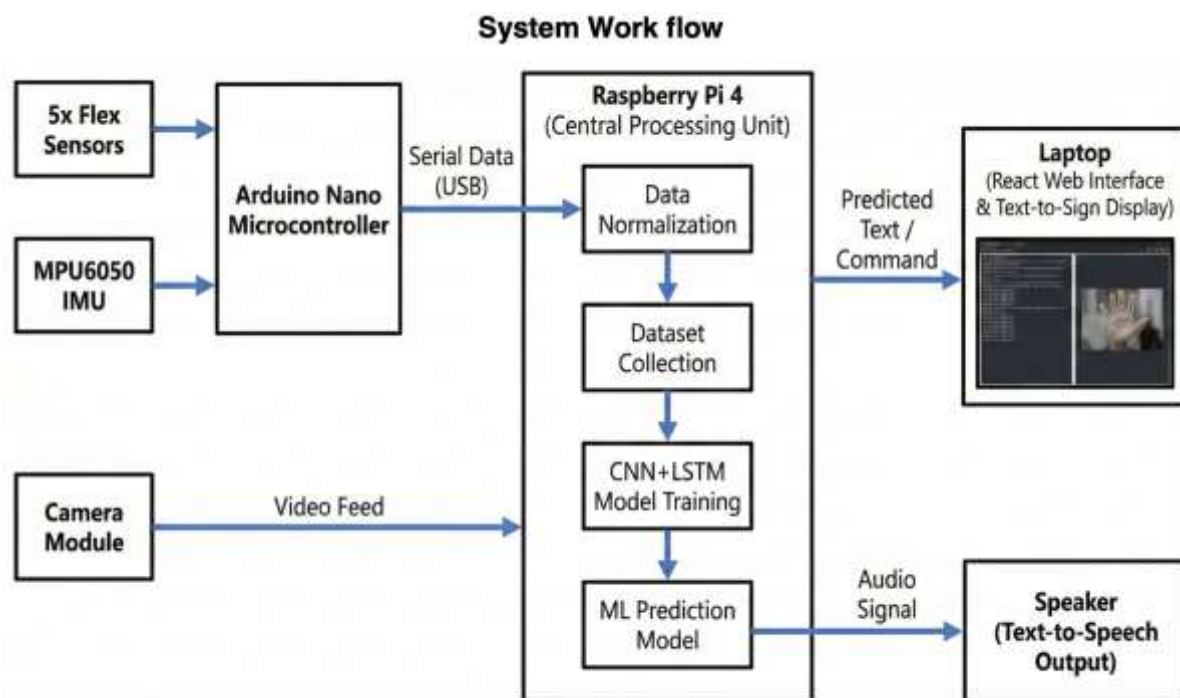 System Work flow
5x Flex
Sensors
MPU6050
IMU
Arduino Nano
Microcontroller
Serial Data
(USB)
Camera
Module
Video Feed
Raspberry Pi 4
(Central Processing Unit)
Data
Normalization
Dataset
Collection
CNN+LSTM
Model Training
ML Prediction
Model
Predicted
Text /
Command
Laptop
(React Web Interface
& Text-to-Sign Display)
Audio
Signal
Speaker
(Text-to-Speech
Output)